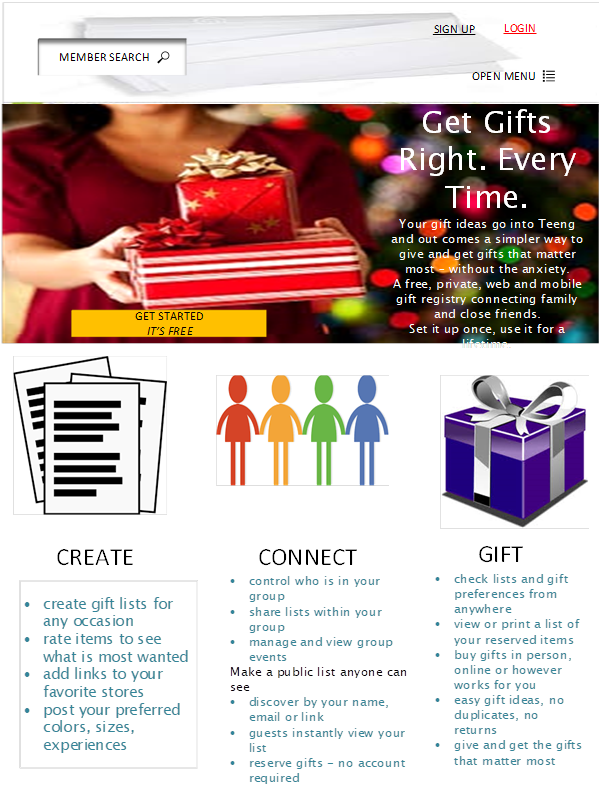 SIGN UP
LOGIN
MEMBER SEARCH
OPEN MENU
Get Gifts
Right. Every
Time.
Your gift ideas go into Teeng
and out comes a simpler way to
give and get gifts that matter
most – without the anxiety.
A free, private, web and mobile
gift registry connecting family
and close friends.
Set it up once, use it for a
lifetime
GET STARTED
IT'S FREE
CREATE
• create gift lists for
any occasion
• rate items to see
what is most wanted
• add links to your
favorite stores
• post your preferred
colors, sizes,
experiences
CONNECT
• control who is in your
group
• share lists within your
group
• manage and view group
events
Make a public list anyone can
see
• discover by your name,
email or link
• guests instantly view your
list
• reserve gifts – no account
required
GIFT
• check lists and gift
preferences from
anywhere
• view or print a list of
your reserved items
• buy gifts in person,
online or however
works for you
• easy gift ideas, no
duplicates, no
returns
• give and get the gifts
that matter most